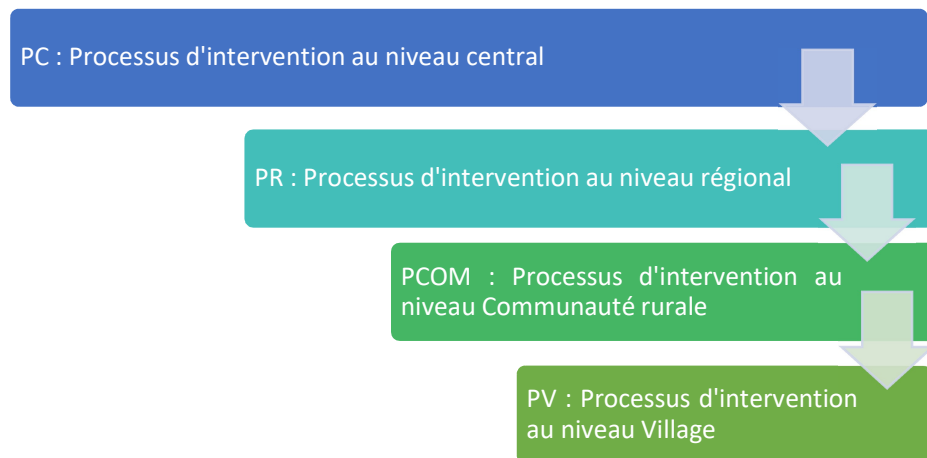 PC : Processus d'intervention au niveau central
PR : Processus d'intervention au niveau régional
PCOM : Processus d'intervention au
niveau Communauté rurale
PV : Processus d'intervention
au niveau Village